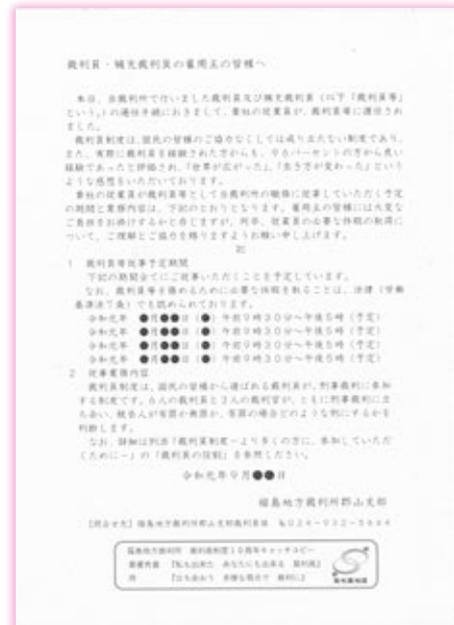 裁判員・補充裁判員の雇用主の皆様へ
本日、当裁判所で行いました裁判員及び補充裁判員(以下「裁判員等」
という。)の選任手続におきまして、貴社の従業員が、裁判員等に選任され
ました。
裁判員制度は、国民の皆様のご協力なくしては成り立たない制度であり、
また、実際に裁判員を経験された方からも、96パーセントの方から良い
経験であったと評価され、「世界が広がった」、「生き方が変わった」という
ような感想をいただいております。
貴社の従業員が裁判員等として当裁判所の職務に従事していただく予定
の期間と業務内容は、下記のとおりとなります。雇用主の皆様には大変な
ご負担をお掛けするかと存じますが、何卒、従業員の必要な休暇の取得に
ついて、ご理解とご協力を賜りますようお願い申し上げます。
記
1 裁判員等従事予定期間
下記の期間全てにご従事いただくことを予定しています。
なお、裁判員等を務めるために必要な休暇を取ることは、法律(労働
基準法7条)でも認められております。
令和元年 ●月●●日(●)午前9時30分~午後5時(予定)
令和元年 ●月●●日(●)午前9時30分~午後5時(予定)
令和元年 ●月●●日(●)午前9時30分~午後5時(予定)
令和元年 ●月●●日(●)午前9時30分~午後5時(予定)
2 従事業務内容
裁判員制度は、国民の皆様から選ばれる裁判員が、刑事裁判に参加
する制度です。6人の裁判員と3人の裁判官が、ともに刑事裁判に立
ち会い、被告人が有罪か無罪か、有罪の場合どのような刑にするかを
判断します。
なお、詳細は別添「裁判員制度-より多くの方に、参加していただ
くために-」の「裁判員の役割」を参照ください。
令和元年9月●●日
福島地方裁判所郡山支部
【問合せ先】福島地方裁判所郡山支部裁判員係 ℡024-932-5664
福島地方裁判所 裁判員制度10周年キャッチコピー
最優秀賞 『私も出来た あなたにも出来る 裁判員』
同 『立ち会おう 多様な視点で 裁判に』
裁判員制度